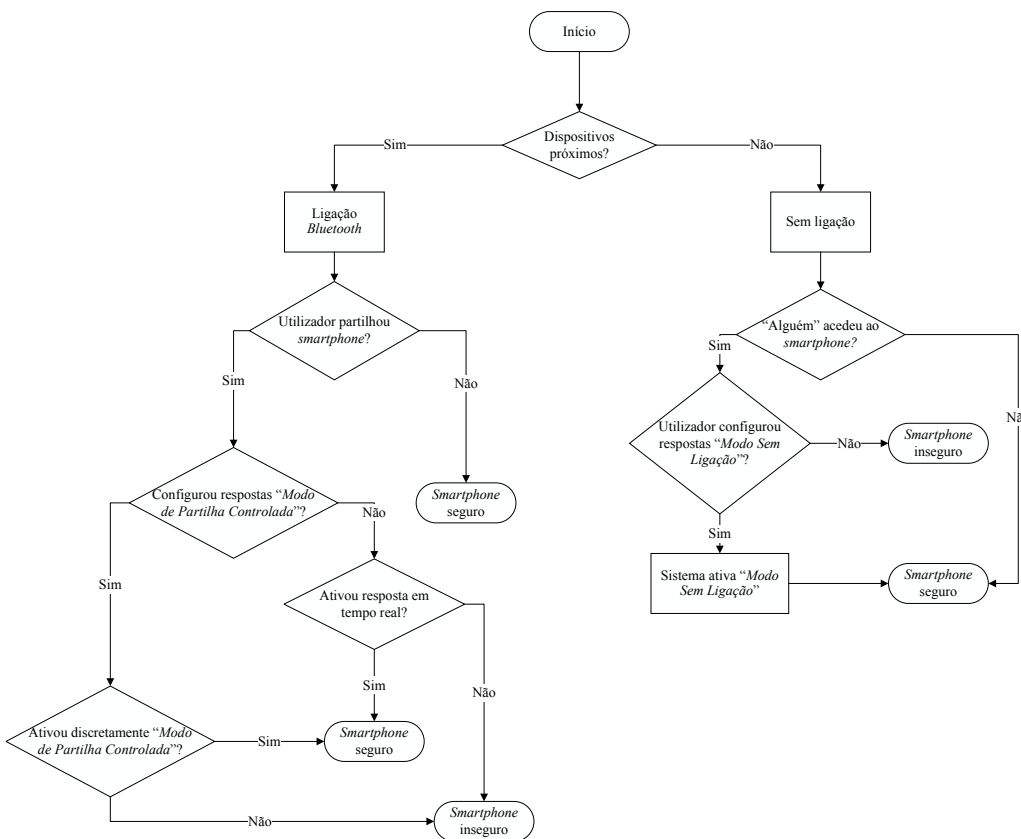 Início
Dispositivos
próximos?
Sim
Não
Ligação
Bluetooth
Sem ligação
Utilizador partilhou
smartphone?
“Alguém” acedeu ao
smartphone?
Sim
Sim
Não
Não
Utilizador configurou
respostas “Modo Sem
Ligação”?
Não
Smartphone
inseguro
Configurou respostas “Modo
de Partilha Controlada”?
Smartphone
seguro
Não
Sim
Sim
Ativou resposta em
tempo real?
Sistema ativa “Modo
Sem Ligação”
Smartphone
seguro
Sim
Não
Ativou discretamente “Modo
de Partilha Controlada”?
Sim
Smartphone
seguro
Não
Smartphone
inseguro